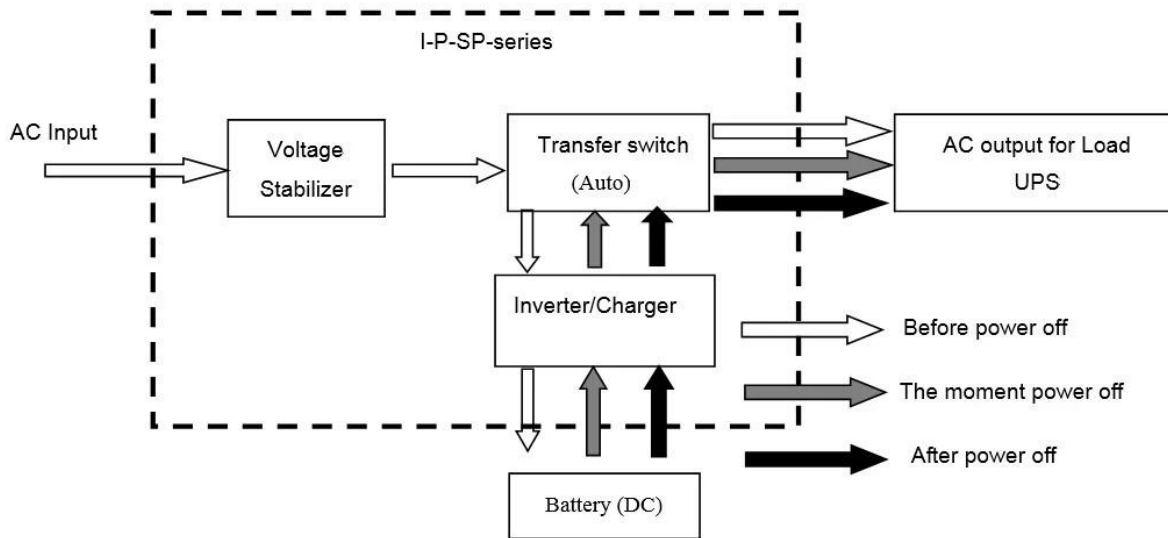 I-P-SP-series
AC Input
Voltage
Stabilizer
Transfer switch
(Auto)
AC output for Load
UPS
Inverter/Charger
Before power off
The moment power off
After power off
Battery (DC)